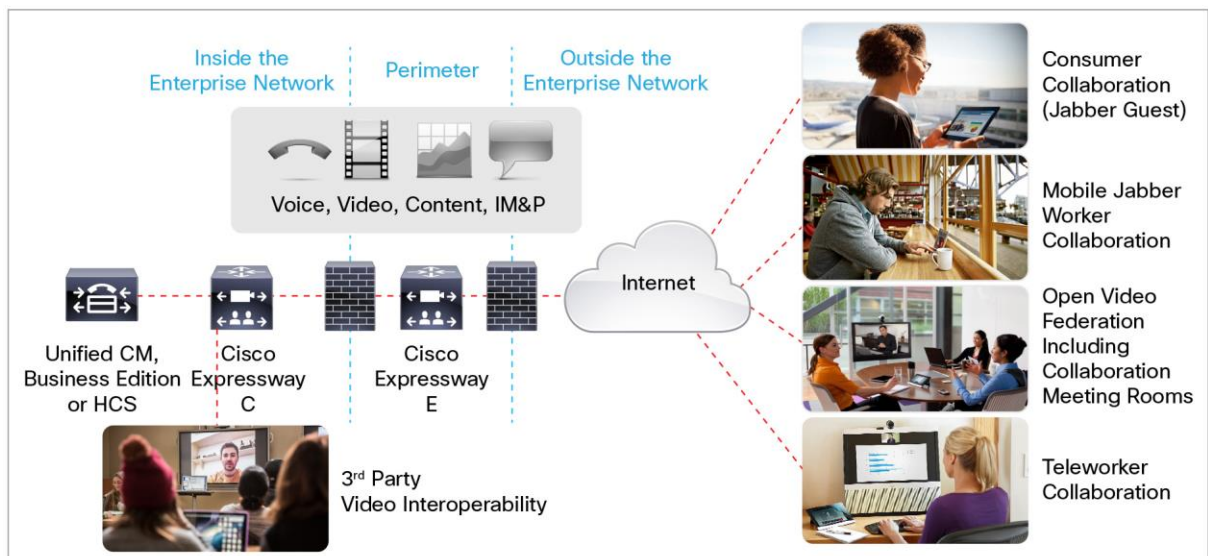 Inside the
Enterprise Network
Perimeter
Outside the
Enterprise Network
Voice, Video, Content, IM&P
Internet
Unified CM,
Business Edition
or HCS
Cisco
Expressway
C
Cisco
Expressway
E
3rd Party
Video Interoperability
Consumer
Collaboration
(Jabber Guest)
Mobile Jabber
Worker
Collaboration
Open Video
Federation
Including
Collaboration
Meeting Rooms
Teleworker
Collaboration